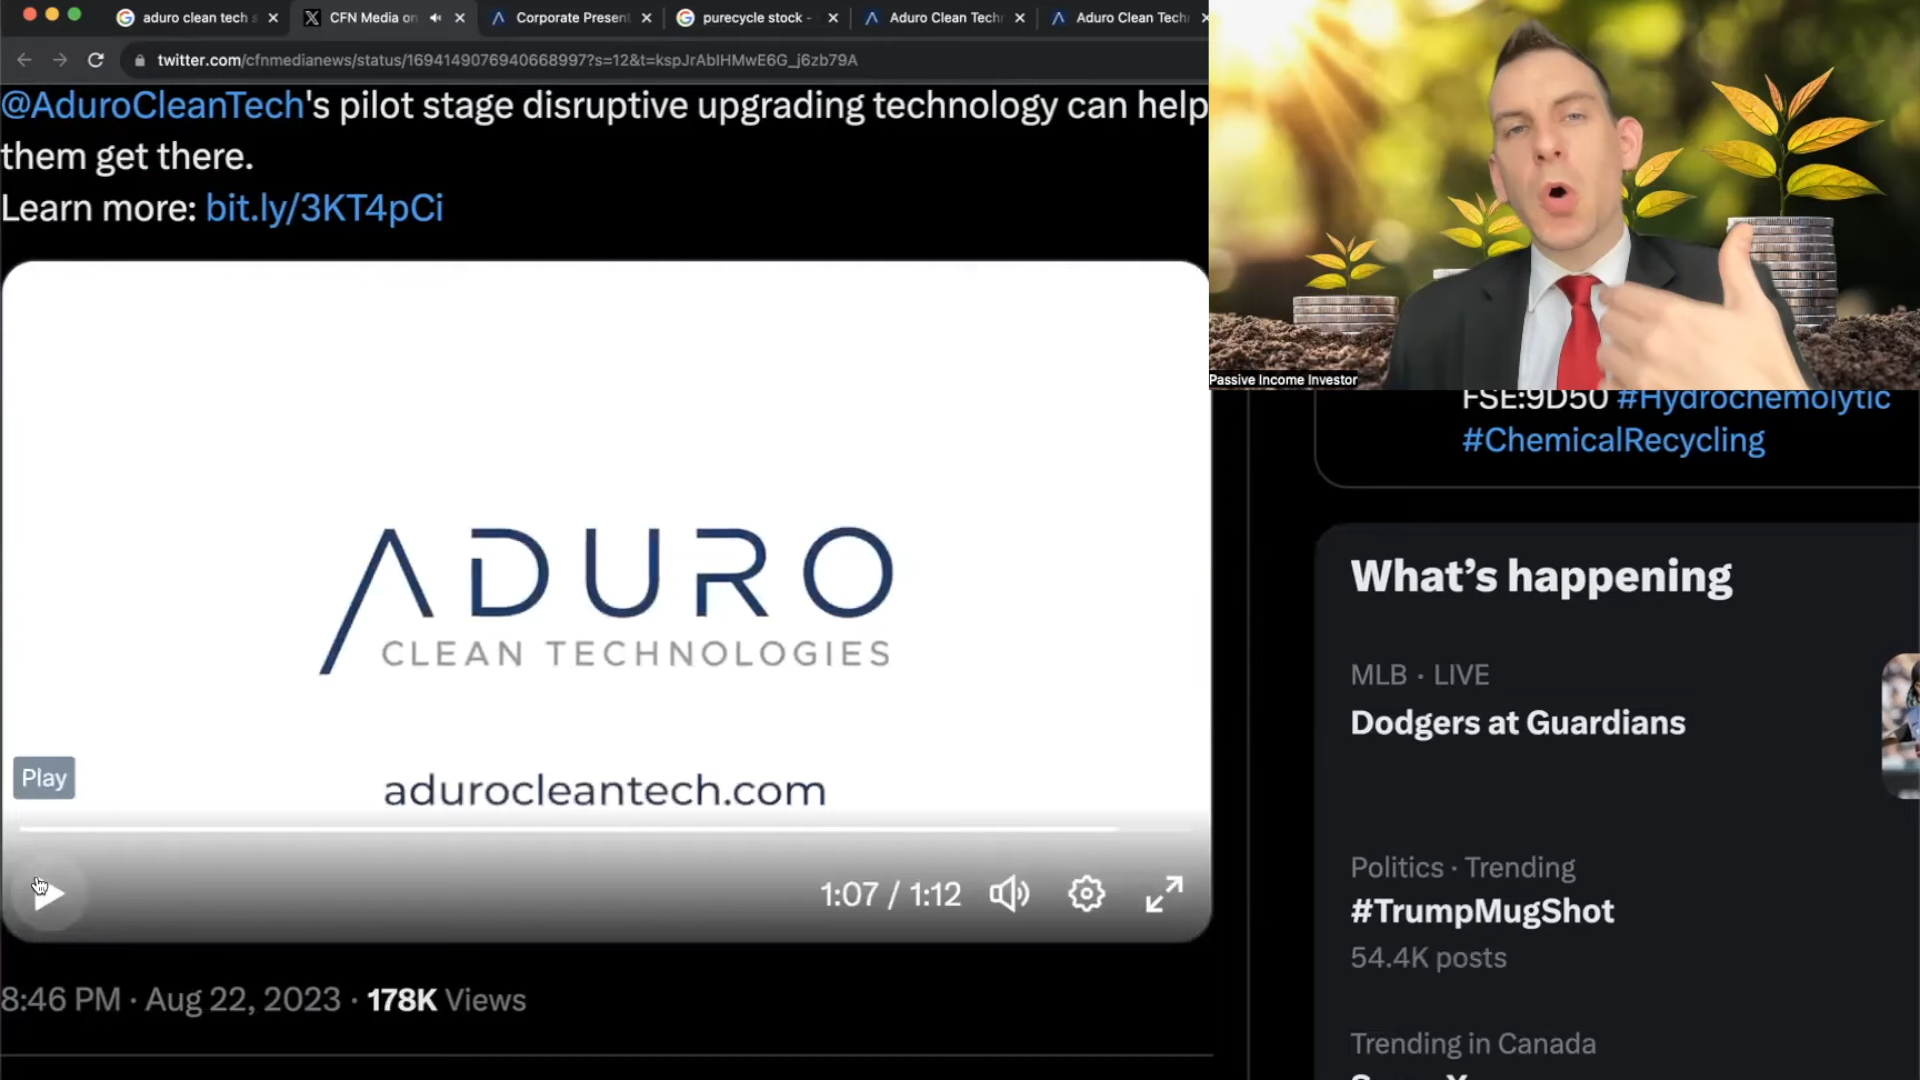 aduro clean tech s
CFN Media on
Corporate Present
purecycle stock -
Aduro Clean Tech
Aduro Clean Tech
twitter.com/cfnmedianews/status/1694149076940668997?s=12&t=kspJrAbIHMwE6G_j6zb79A
@AduroCleanTech's pilot stage disruptive upgrading technology can help
them get there.
Learn more: bit.ly/3KT4pCi
Passive Income Investor
FSE:9D50 #Hydrochemolytic
#ChemicalRecycling
ADURO
CLEAN TECHNOLOGIES
adurocleantech.com
Play
1:07 / 1:12
8:46 PM · Aug 22, 2023 · 178K Views
What's happening
MLB · LIVE
Dodgers at Guardians
Politics · Trending
#TrumpMugShot
54.4K posts
Trending in Canada